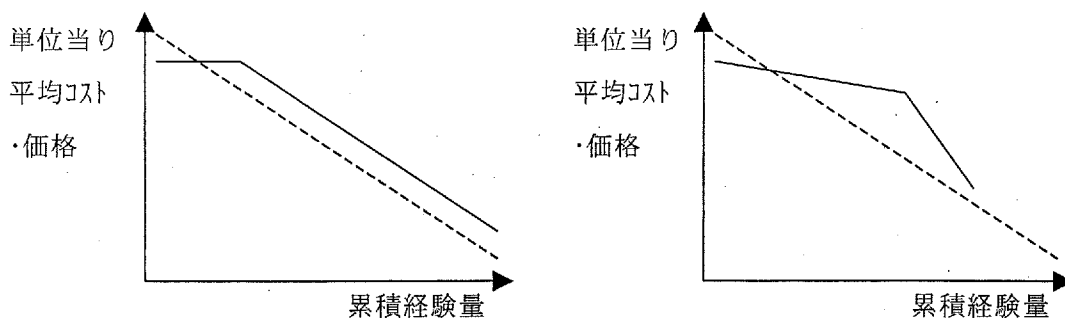 単位当り
平均コスト
・価格
累積経験量
単位当り
平均コスト
・価格
累積経験量